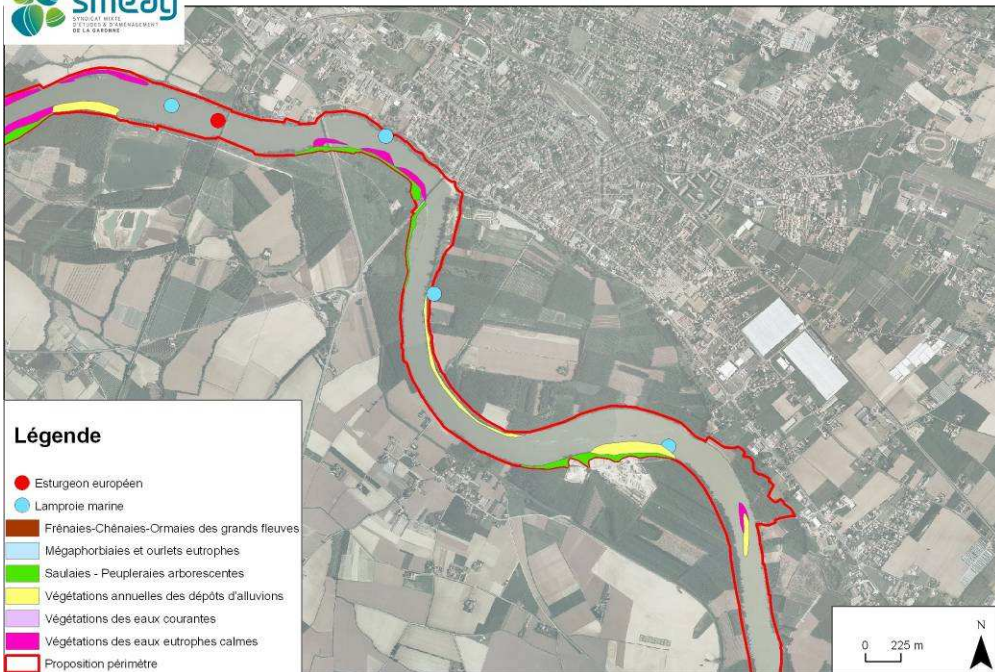 smeag
SYNDICAT MIXTE
D'ÉTUDES & D'AMÉNAGEMENT
DE LA GARONNE
Légende
Esturgeon européen
Lamproie marine
Frênaies-Chênaies-Ormaies des grands fleuves
Mégaphorbiaies et ourlets eutrophes
Saulaies - Peupleraies arborescentes
Végétations annuelles des dépôts d'alluvions
Végétations des eaux courantes
Végétations des eaux eutrophes calmes
Proposition périmètre
0 225 m
N